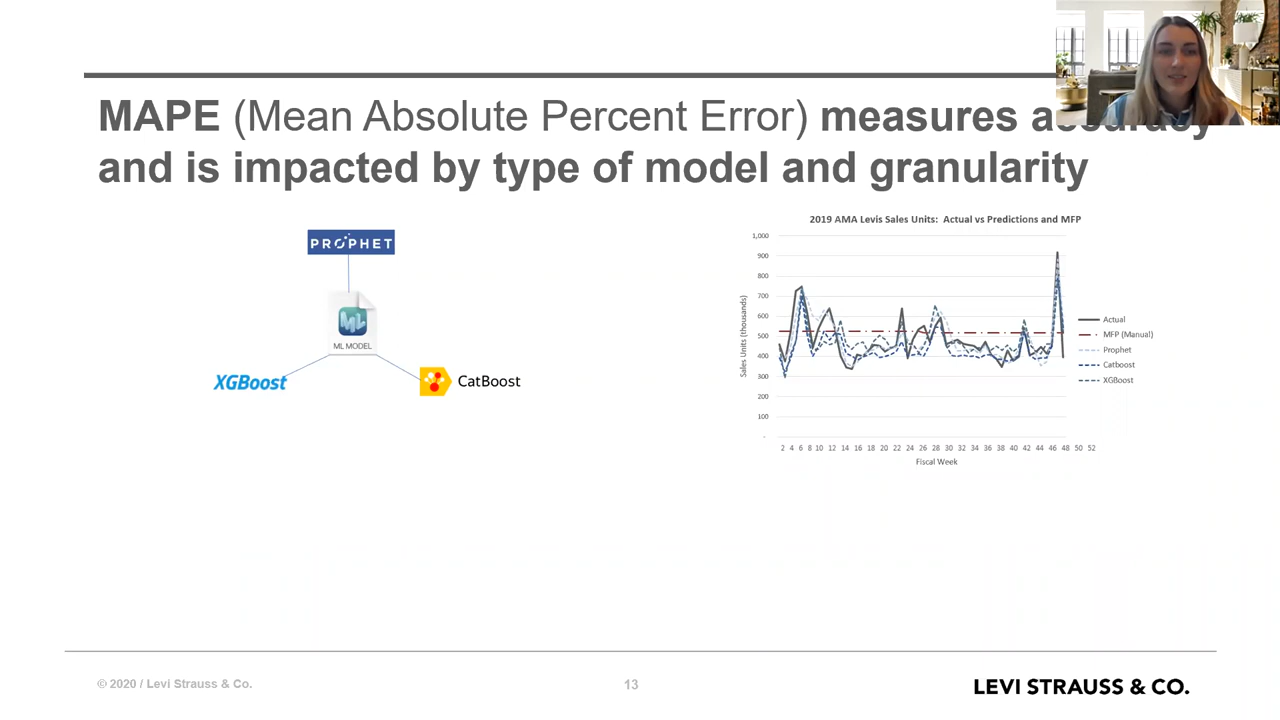 MAPE (Mean Absolute Percent Error) measures accuracy
and is impacted by type of model and granularity
PROPHET
ML
ML MODEL
XGBoost
CatBoost
2019 AMA Levis Sales Units: Actual vs Predictions and MFP
1,000
900
800
700
600
500
400
300
200
100
-
Sales Units (thousands)
2 4 6 8 10 12 14 16 18 20 22 24 26 28 30 32 34 36 38 40 42 44 46 48 50 52
Fiscal Week
Actual
MFP (Manual)
Prophet
Catboost
XGBoost
© 2020 / Levi Strauss & Co.
13
LEVI STRAUSS & CO.